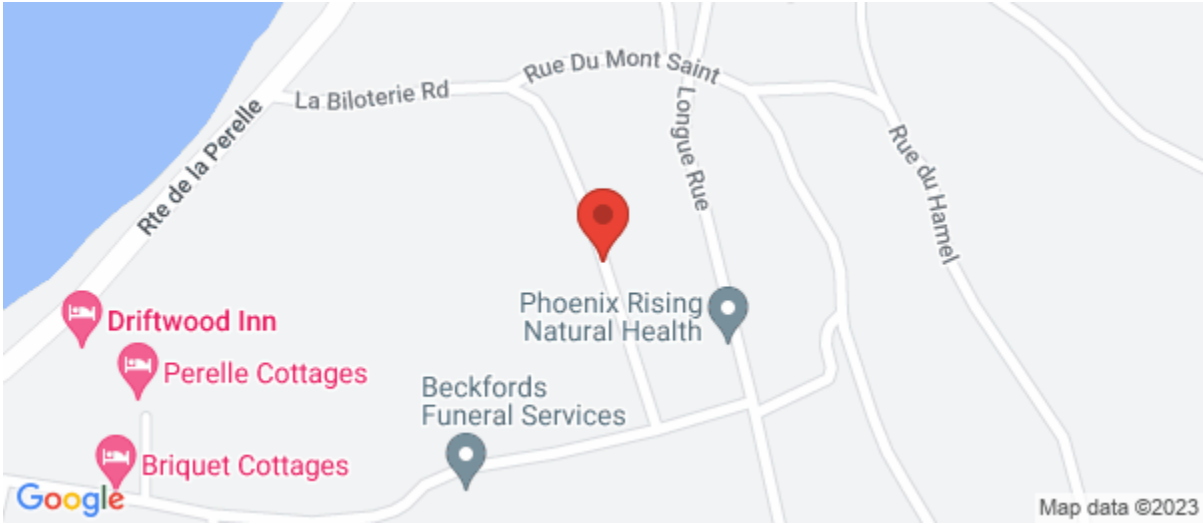 Rue Du Mont Saint
La Biloterie Rd
Longue Rue
Rte de la Perelle
Rue du Hamel
Phoenix Rising
Natural Health
Driftwood Inn
Perelle Cottages
Beckfords
Funeral Services
Briquet Cottages
Google
Map data ©2023